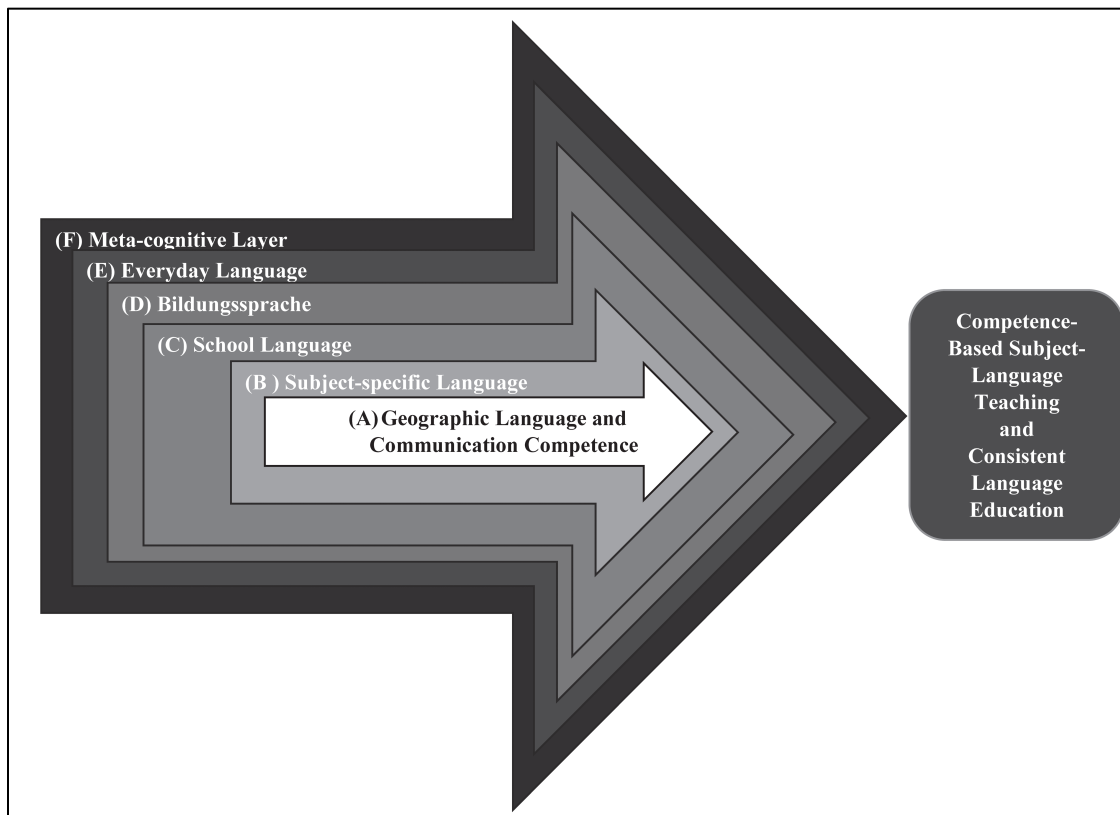 (F) Meta-cognitive Layer
(E) Everyday Language
(D) Bildungssprache
(C) School Language
(B ) Subject-specific Language
(A) Geographic Language and
Communication Competence
Competence-
Based Subject-
Language
Teaching
and
Consistent
Language
Education